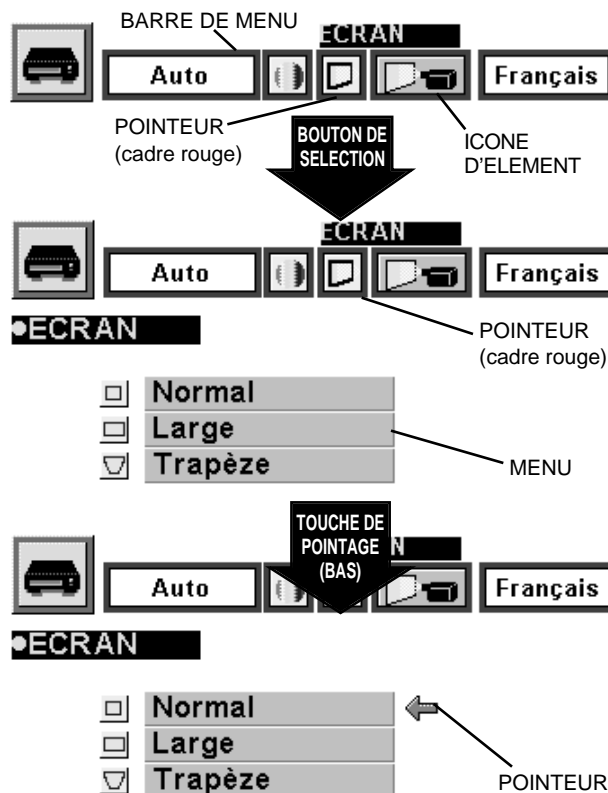 BARRE DE MENU
ECRAN
Auto
Français
POINTEUR
(cadre rouge)
BOUTON DE
SELECTION
ICONE
D'ELEMENT
ECRAN
Auto
Français
POINTEUR
(cadre rouge)
●ECRAN
Normal
Large
Trapèze
MENU
TOUCHE DE
POINTAGE
(BAS)
N
Auto
Français
●ECRAN
Normal
Large
Trapèze
POINTEUR